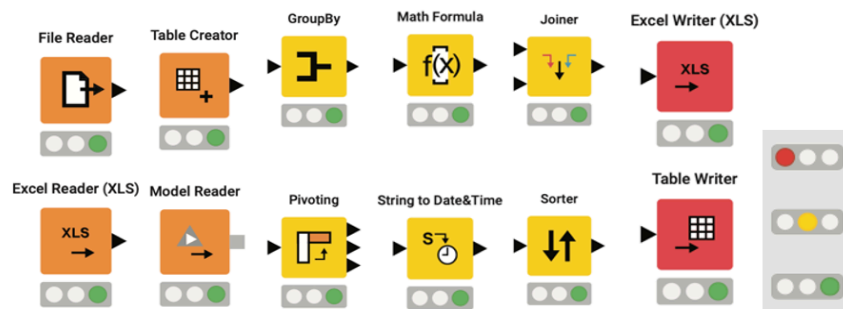 File Reader
Table Creator
GroupBy
Math Formula
Joiner
Excel Writer (XLS)
f(x)
XLS
Excel Reader (XLS)
Model Reader
Pivoting
String to Date&Time
Sorter
Table Writer
XLS
S